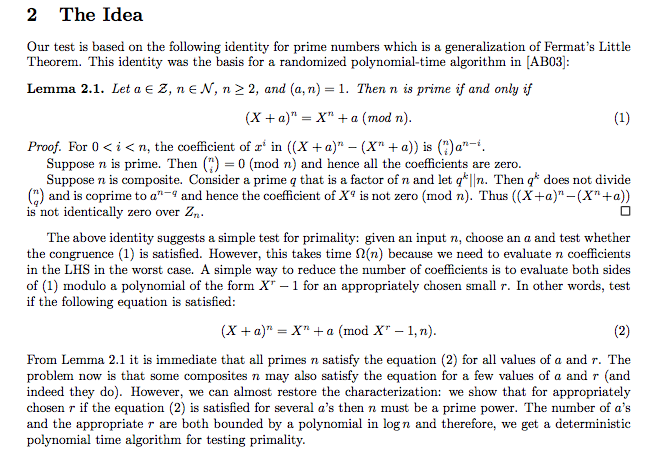 2 The Idea
Our test is based on the following identity for prime numbers which is a generalization of Fermat's Little
Theorem. This identity was the basis for a randomized polynomial-time algorithm in [AB03]:
Lemma 2.1. Let a ∈ Z, n ∈ N, n ≥ 2, and (a, n) = 1. Then n is prime if and only if
(X + a)ⁿ = Xⁿ + a (mod n). (1)
Proof. For 0 < i < n, the coefficient of xⁱ in ((X + a)ⁿ − (Xⁿ + a)) is (n choose i)aⁿ⁻ⁱ.
Suppose n is prime. Then (n choose i) = 0 (mod n) and hence all the coefficients are zero.
Suppose n is composite. Consider a prime q that is a factor of n and let q^k||n. Then q^k does not divide
(n choose q) and is coprime to a^{n−q} and hence the coefficient of X^q is not zero (mod n). Thus ((X+a)ⁿ−(Xⁿ+a))
is not identically zero over Zₙ. □
The above identity suggests a simple test for primality: given an input n, choose an a and test whether
the congruence (1) is satisfied. However, this takes time Ω(n) because we need to evaluate n coefficients
in the LHS in the worst case. A simple way to reduce the number of coefficients is to evaluate both sides
of (1) modulo a polynomial of the form X^r − 1 for an appropriately chosen small r. In other words, test
if the following equation is satisfied:
(X + a)ⁿ = Xⁿ + a (mod X^r − 1, n). (2)
From Lemma 2.1 it is immediate that all primes n satisfy the equation (2) for all values of a and r. The
problem now is that some composites n may also satisfy the equation for a few values of a and r (and
indeed they do). However, we can almost restore the characterization: we show that for appropriately
chosen r if the equation (2) is satisfied for several a's then n must be a prime power. The number of a's
and the appropriate r are both bounded by a polynomial in log n and therefore, we get a deterministic
polynomial time algorithm for testing primality.